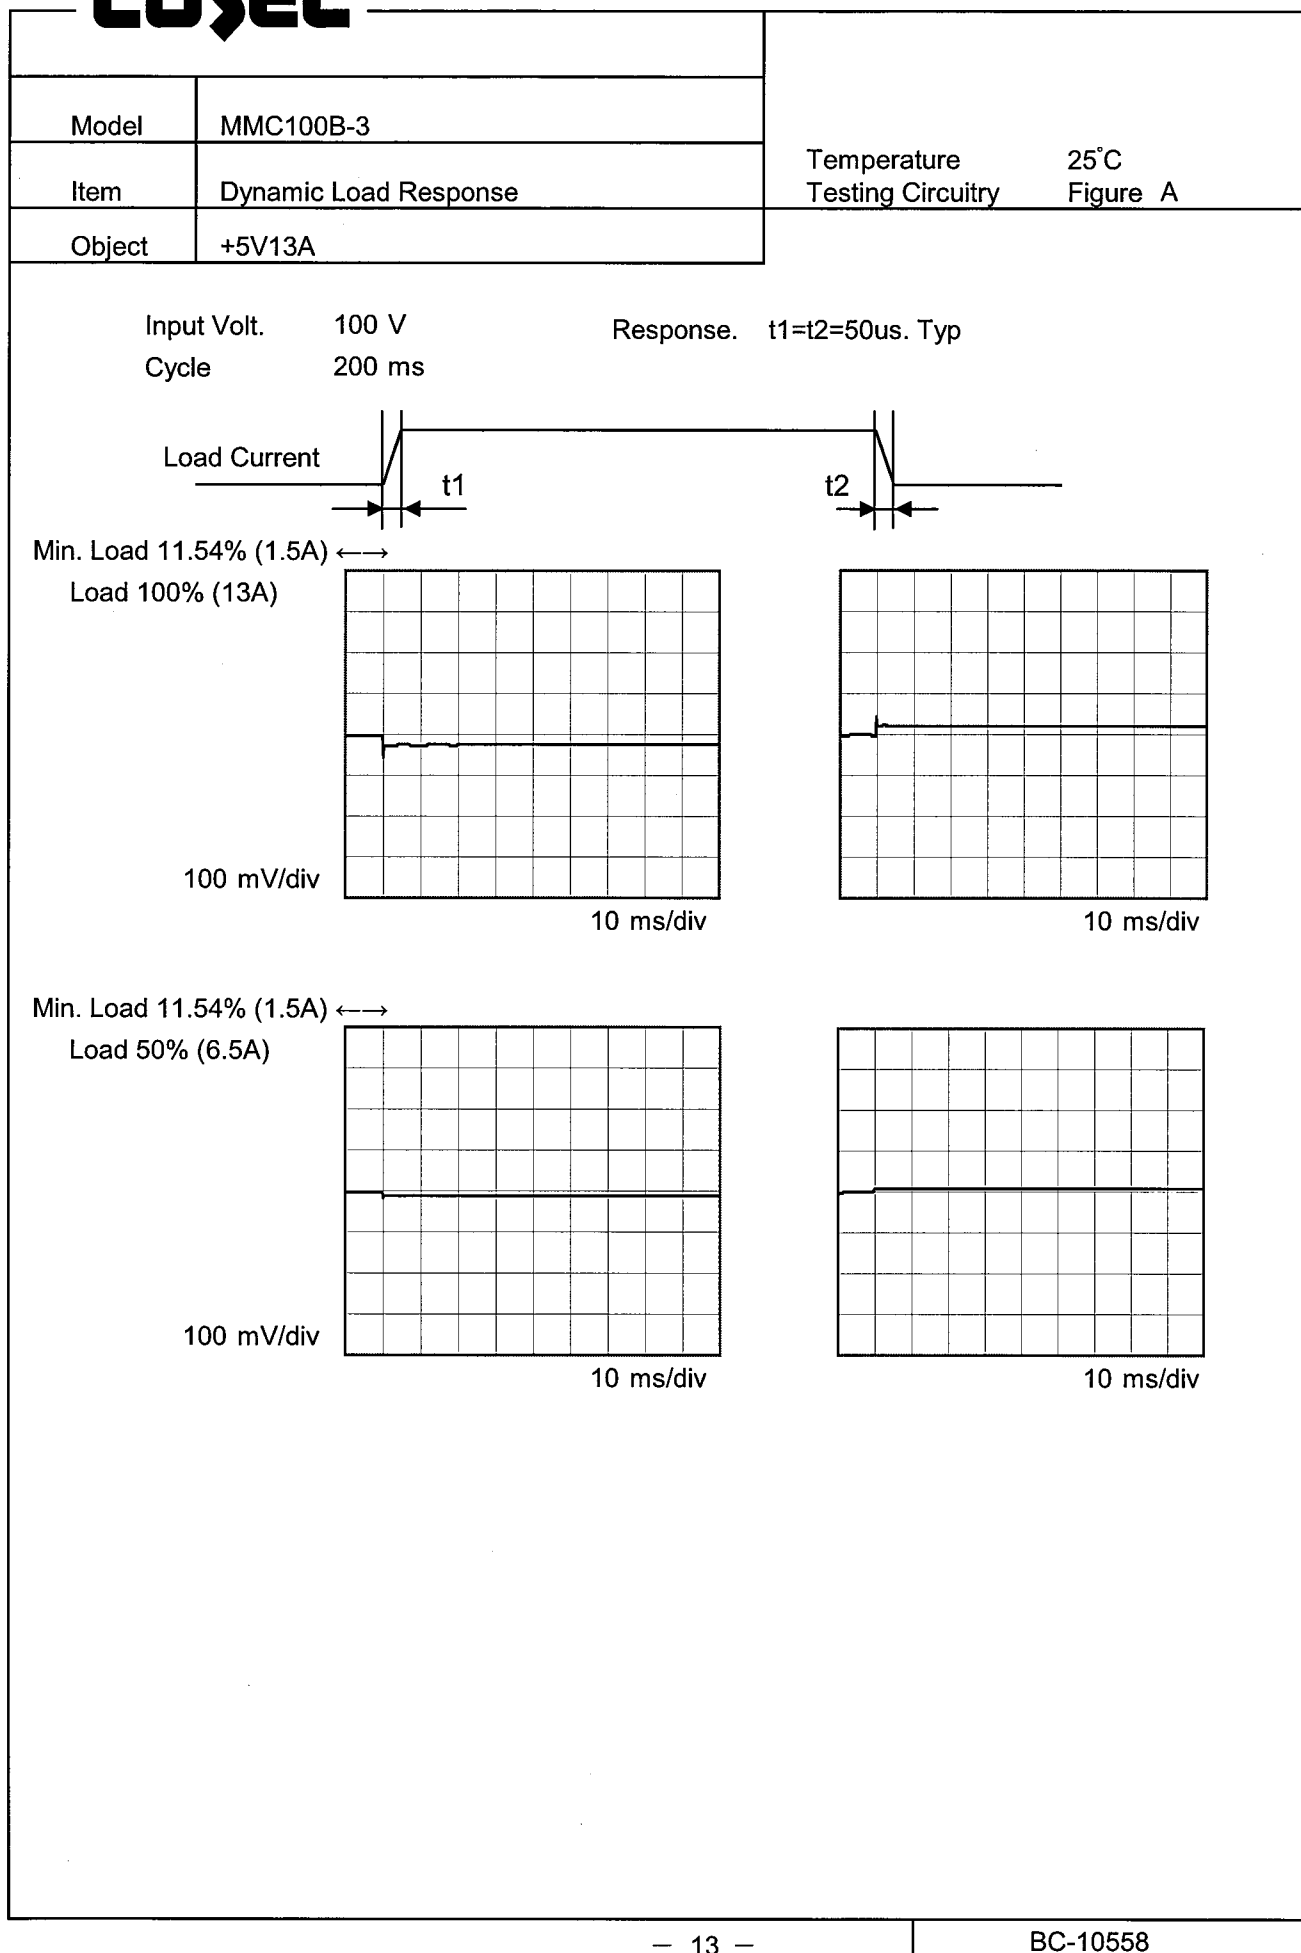 COSEL
Model MMC100B-3
Temperature 25°C
Item Dynamic Load Response
Testing Circuitry Figure A
Object +5V13A
Input Volt. 100 V
Response. t1=t2=50us. Typ
Cycle 200 ms
Load Current
t1
t2
Min. Load 11.54% (1.5A) ←→
Load 100% (13A)
100 mV/div
10 ms/div
10 ms/div
Min. Load 11.54% (1.5A) ←→
Load 50% (6.5A)
100 mV/div
10 ms/div
10 ms/div
— 13 —
BC-10558